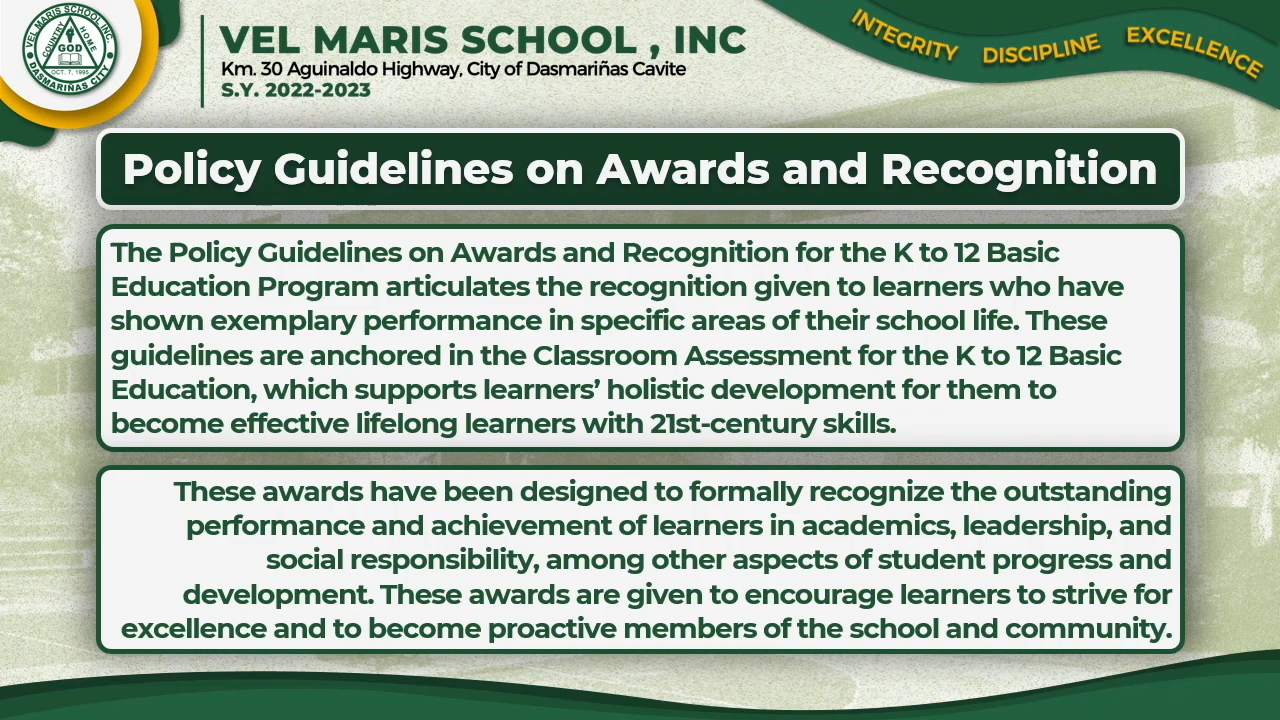 VEL MARIS SCHOOL INC.
COUNTRY
HOME
GOD
OCT. 7, 1995
DASMARINAS CITY
VEL MARIS SCHOOL , INC
Km. 30 Aguinaldo Highway, City of Dasmariñas Cavite
S.Y. 2022-2023
INTEGRITY DISCIPLINE EXCELLENCE
Policy Guidelines on Awards and Recognition
The Policy Guidelines on Awards and Recognition for the K to 12 Basic
Education Program articulates the recognition given to learners who have
shown exemplary performance in specific areas of their school life. These
guidelines are anchored in the Classroom Assessment for the K to 12 Basic
Education, which supports learners’ holistic development for them to
become effective lifelong learners with 21st-century skills.
These awards have been designed to formally recognize the outstanding
performance and achievement of learners in academics, leadership, and
social responsibility, among other aspects of student progress and
development. These awards are given to encourage learners to strive for
excellence and to become proactive members of the school and community.